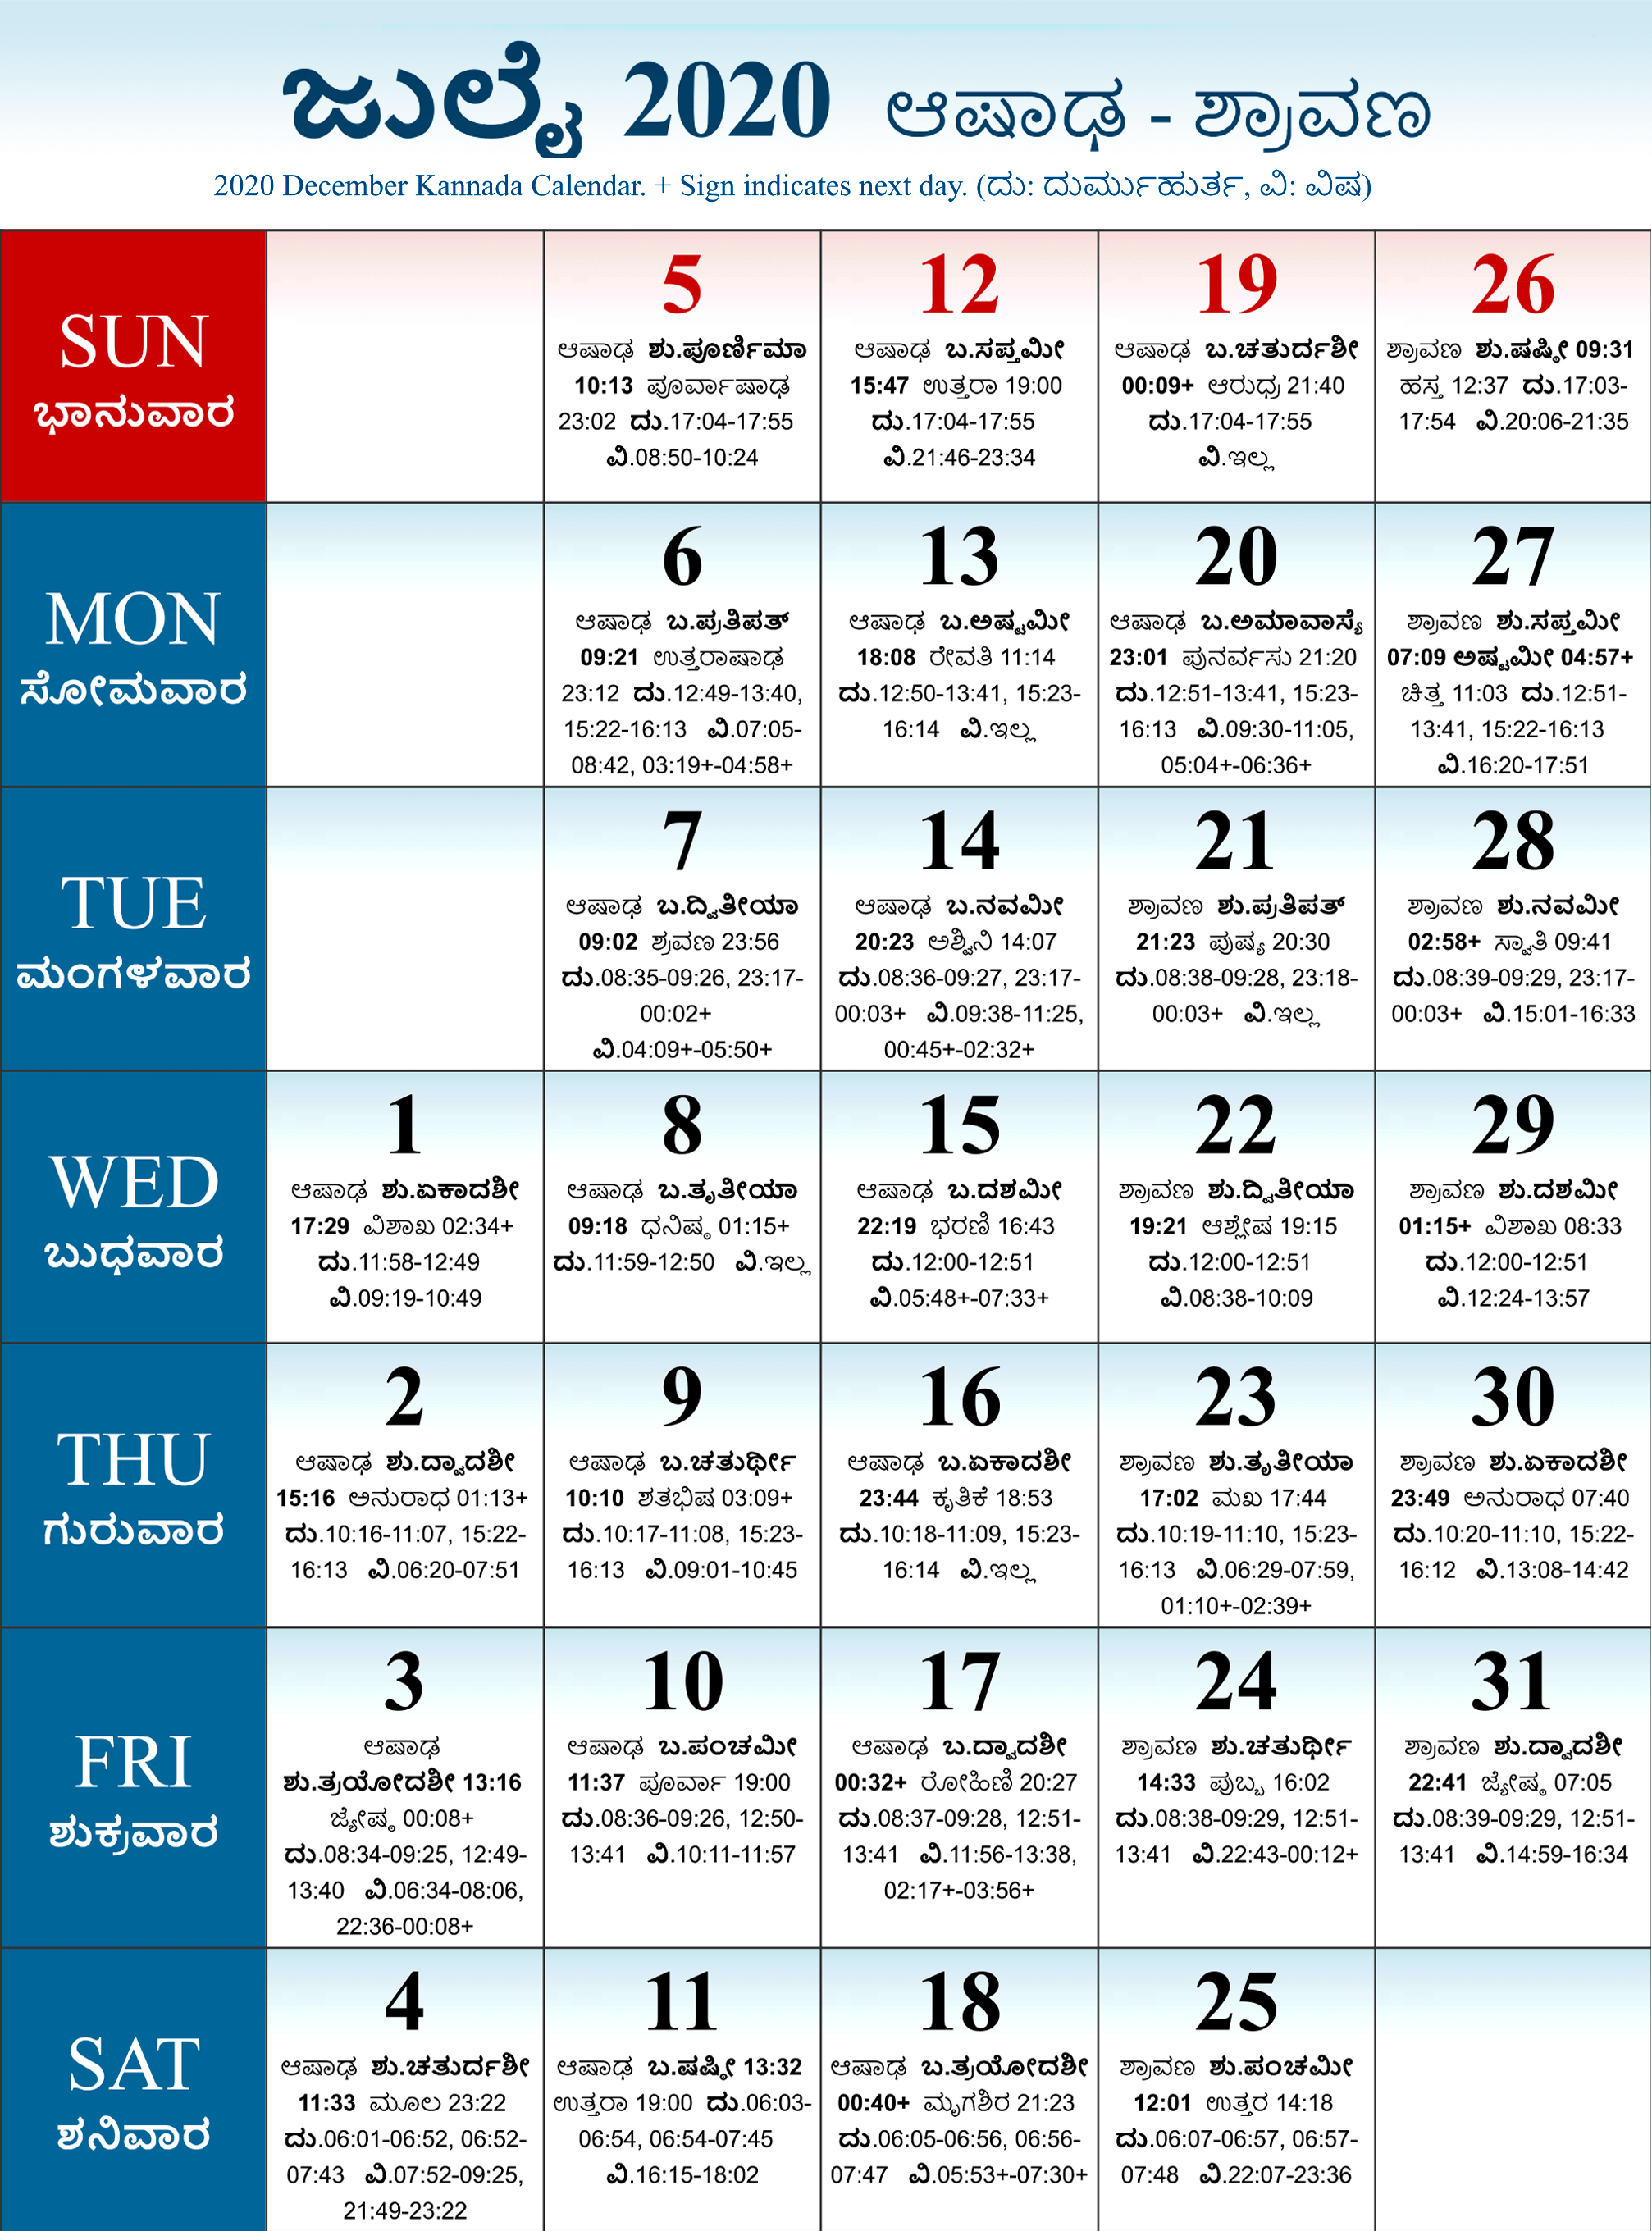 ಜುಲೈ 2020 ಆಷಾಢ - ಶ್ರಾವಣ
2020 December Kannada Calendar. + Sign indicates next day. (ದು: ದುರ್ಮುಹುರ್ತ, ವಿ: ವಿಷ)
SUN
ಭಾನುವಾರ
5
ಆಷಾಢ ಶು.ಪೂರ್ಣಿಮಾ
10:13 ಪೂರ್ವಾಷಾಢ
23:02 ದು.17:04-17:55
ವಿ.08:50-10:24
12
ಆಷಾಢ ಬ.ಸಪ್ತಮೀ
15:47 ಉತ್ತರಾ 19:00
ದು.17:04-17:55
ವಿ.21:46-23:34
19
ಆಷಾಢ ಬ.ಚತುರ್ದಶೀ
00:09+ ಆರುಧ್ರ 21:40
ದು.17:04-17:55
ವಿ.ಇಲ್ಲ
26
ಶ್ರಾವಣ ಶು.ಷಷ್ಠೀ 09:31
ಹಸ್ತ 12:37 ದು.17:03-
17:54 ವಿ.20:06-21:35
MON
ಸೋಮವಾರ
6
ಆಷಾಢ ಬ.ಪ್ರತಿಪತ್
09:21 ಉತ್ತರಾಷಾಢ
23:12 ದು.12:49-13:40,
15:22-16:13 ವಿ.07:05-
08:42, 03:19+-04:58+
13
ಆಷಾಢ ಬ.ಅಷ್ಟಮೀ
18:08 ರೇವತಿ 11:14
ದು.12:50-13:41, 15:23-
16:14 ವಿ.ಇಲ್ಲ
20
ಆಷಾಢ ಬ.ಅಮಾವಾಸ್ಯೆ
23:01 ಪುನರ್ವಸು 21:20
ದು.12:51-13:41, 15:23-
16:13 ವಿ.09:30-11:05,
05:04+-06:36+
27
ಶ್ರಾವಣ ಶು.ಸಪ್ತಮೀ
07:09 ಅಷ್ಟಮೀ 04:57+
ಚಿತ್ತ 11:03 ದು.12:51-
13:41, 15:22-16:13
ವಿ.16:20-17:51
TUE
ಮಂಗಳವಾರ
7
ಆಷಾಢ ಬ.ದ್ವಿತೀಯಾ
09:02 ಶ್ರವಣ 23:56
ದು.08:35-09:26, 23:17-
00:02+
ವಿ.04:09+-05:50+
14
ಆಷಾಢ ಬ.ನವಮೀ
20:23 ಅಶ್ವಿನಿ 14:07
ದು.08:36-09:27, 23:17-
00:03+ ವಿ.09:38-11:25,
00:45+-02:32+
21
ಶ್ರಾವಣ ಶು.ಪ್ರತಿಪತ್
21:23 ಪುಷ್ಯ 20:30
ದು.08:38-09:28, 23:18-
00:03+ ವಿ.ಇಲ್ಲ
28
ಶ್ರಾವಣ ಶು.ನವಮೀ
02:58+ ಸ್ವಾತಿ 09:41
ದು.08:39-09:29, 23:17-
00:03+ ವಿ.15:01-16:33
WED
ಬುಧವಾರ
1
ಆಷಾಢ ಶು.ಏಕಾದಶೀ
17:29 ವಿಶಾಖ 02:34+
ದು.11:58-12:49
ವಿ.09:19-10:49
8
ಆಷಾಢ ಬ.ತೃತೀಯಾ
09:18 ಧನಿಷ್ಠ 01:15+
ದು.11:59-12:50 ವಿ.ಇಲ್ಲ
15
ಆಷಾಢ ಬ.ದಶಮೀ
22:19 ಭರಣಿ 16:43
ದು.12:00-12:51
ವಿ.05:48+-07:33+
22
ಶ್ರಾವಣ ಶು.ದ್ವಿತೀಯಾ
19:21 ಆಶ್ಲೇಷ 19:15
ದು.12:00-12:51
ವಿ.08:38-10:09
29
ಶ್ರಾವಣ ಶು.ದಶಮೀ
01:15+ ವಿಶಾಖ 08:33
ದು.12:00-12:51
ವಿ.12:24-13:57
THU
ಗುರುವಾರ
2
ಆಷಾಢ ಶು.ದ್ವಾದಶೀ
15:16 ಅನುರಾಧ 01:13+
ದು.10:16-11:07, 15:22-
16:13 ವಿ.06:20-07:51
9
ಆಷಾಢ ಬ.ಚತುರ್ಥೀ
10:10 ಶತಭಿಷ 03:09+
ದು.10:17-11:08, 15:23-
16:13 ವಿ.09:01-10:45
16
ಆಷಾಢ ಬ.ಏಕಾದಶೀ
23:44 ಕೃತಿಕೆ 18:53
ದು.10:18-11:09, 15:23-
16:14 ವಿ.ಇಲ್ಲ
23
ಶ್ರಾವಣ ಶು.ತೃತೀಯಾ
17:02 ಮಖ 17:44
ದು.10:19-11:10, 15:23-
16:13 ವಿ.06:29-07:59,
01:10+-02:39+
30
ಶ್ರಾವಣ ಶು.ಏಕಾದಶೀ
23:49 ಅನುರಾಧ 07:40
ದು.10:20-11:10, 15:22-
16:12 ವಿ.13:08-14:42
FRI
ಶುಕ್ರವಾರ
3
ಆಷಾಢ
ಶು.ತ್ರಯೋದಶೀ 13:16
ಜ್ಯೇಷ್ಠ 00:08+
ದು.08:34-09:25, 12:49-
13:40 ವಿ.06:34-08:06,
22:36-00:08+
10
ಆಷಾಢ ಬ.ಪಂಚಮೀ
11:37 ಪೂರ್ವಾ 19:00
ದು.08:36-09:26, 12:50-
13:41 ವಿ.10:11-11:57
17
ಆಷಾಢ ಬ.ದ್ವಾದಶೀ
00:32+ ರೋಹಿಣಿ 20:27
ದು.08:37-09:28, 12:51-
13:41 ವಿ.11:56-13:38,
02:17+-03:56+
24
ಶ್ರಾವಣ ಶು.ಚತುರ್ಥೀ
14:33 ಪುಬ್ಬ 16:02
ದು.08:38-09:29, 12:51-
13:41 ವಿ.22:43-00:12+
31
ಶ್ರಾವಣ ಶು.ದ್ವಾದಶೀ
22:41 ಜ್ಯೇಷ್ಠ 07:05
ದು.08:39-09:29, 12:51-
13:41 ವಿ.14:59-16:34
SAT
ಶನಿವಾರ
4
ಆಷಾಢ ಶು.ಚತುರ್ದಶೀ
11:33 ಮೂಲ 23:22
ದು.06:01-06:52, 06:52-
07:43 ವಿ.07:52-09:25,
21:49-23:22
11
ಆಷಾಢ ಬ.ಷಷ್ಠೀ 13:32
ಉತ್ತರಾ 19:00 ದು.06:03-
06:54, 06:54-07:45
ವಿ.16:15-18:02
18
ಆಷಾಢ ಬ.ತ್ರಯೋದಶೀ
00:40+ ಮೃಗಶಿರ 21:23
ದು.06:05-06:56, 06:56-
07:47 ವಿ.05:53+-07:30+
25
ಶ್ರಾವಣ ಶು.ಪಂಚಮೀ
12:01 ಉತ್ತರ 14:18
ದು.06:07-06:57, 06:57-
07:48 ವಿ.22:07-23:36